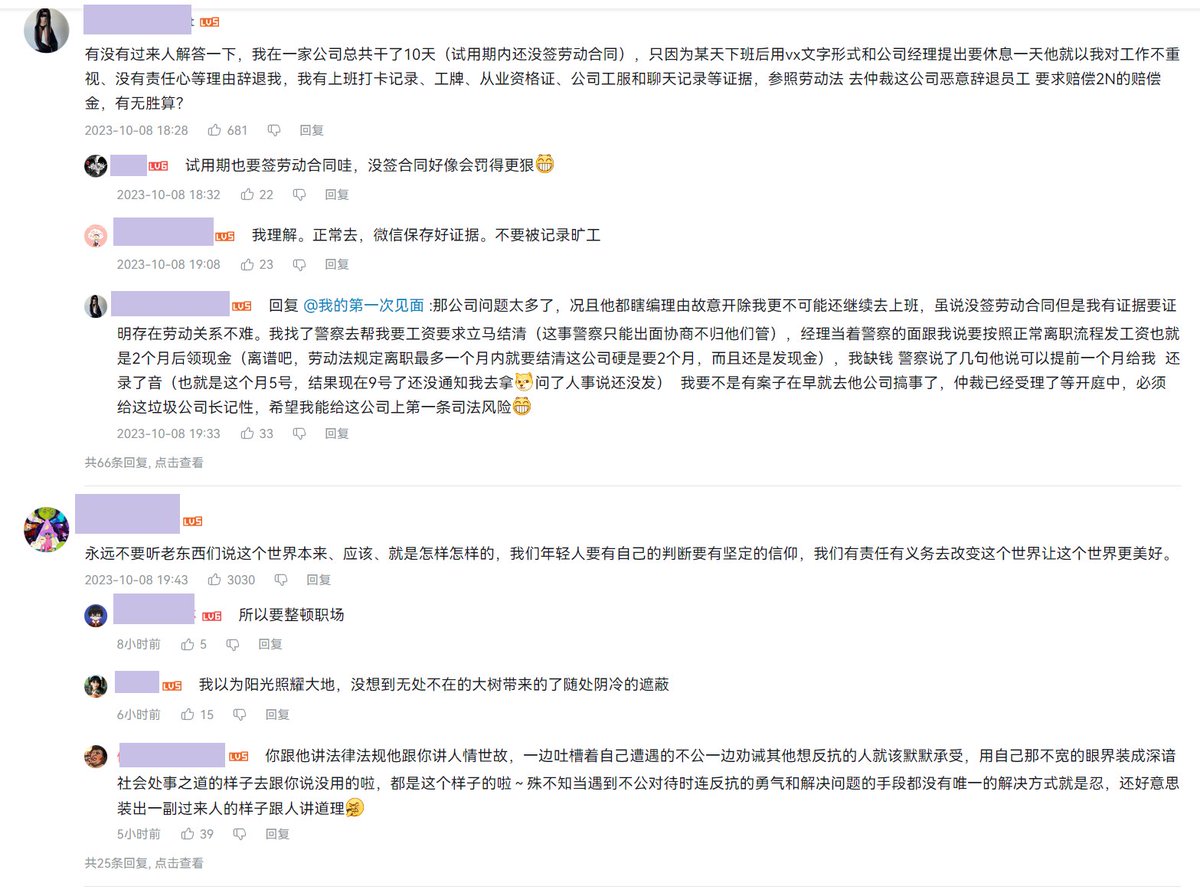 LV5
有没有过来人解答一下，我在一家公司总共干了10天（试用期内还没签劳动合同），只因为某天下班后用vx文字形式和公司经理提出要休息一天他就以我对工作不重
视、没有责任心等理由辞退我，我有上班打卡记录、工牌、从业资格证、公司工服和聊天记录等证据，参照劳动法 去仲裁这公司恶意辞退员工 要求赔偿2N的赔偿
金，有无胜算？
2023-10-08 18:28 681 回复
LV6 试用期也要签劳动合同哇，没签合同好像会罚得更狠
2023-10-08 18:32 22 回复
LV5 我理解。正常去，微信保存好证据。不要被记录旷工
2023-10-08 19:08 23 回复
LV5 回复 @我的第一次见面 :那公司问题太多了，况且他都瞎编理由故意开除我更不可能还继续去上班，虽说没签劳动合同但是我有证据要证
明存在劳动关系不难。我找了警察去帮我要工资要求立马结清（这事警察只能出面协商不归他们管），经理当着警察的面跟我说要按照正常离职流程发工资也就
是2个月后领现金（离谱吧，劳动法规定离职最多一个月内就要结清这公司硬是要2个月，而且还是发现金），我缺钱 警察说了几句他说可以提前一个月给我 还
录了音（也就是这个月5号，结果现在9号了还没通知我去拿问了人事说还没发） 我要不是有案子在早就去他公司搞事了，仲裁已经受理了等开庭中，必须
给这垃圾公司长记性，希望我能给这公司上第一条司法风险
2023-10-08 19:33 33 回复
共66条回复, 点击查看
LV5
永远不要听老东西们说这个世界本来、应该、就是怎样怎样的，我们年轻人要有自己的判断要有坚定的信仰，我们有责任有义务去改变这个世界让这个世界更美好。
2023-10-08 19:43 3030 回复
LV6 所以要整顿职场
8小时前 5 回复
LV5 我以为阳光照耀大地，没想到无处不在的大树带来的了随处阴冷的遮蔽
6小时前 15 回复
LV5 你跟他讲法律法规他跟你讲人情世故，一边吐槽着自己遭遇的不公一边劝诫其他想反抗的人就该默默承受，用自己那不宽的眼界装成深谙
社会处事之道的样子去跟你说没用的啦，都是这个样子的啦～殊不知当遇到不公对待时连反抗的勇气和解决问题的手段都没有唯一的解决方式就是忍，还好意思
装出一副过来人的样子跟人讲道理
5小时前 39 回复
共25条回复, 点击查看